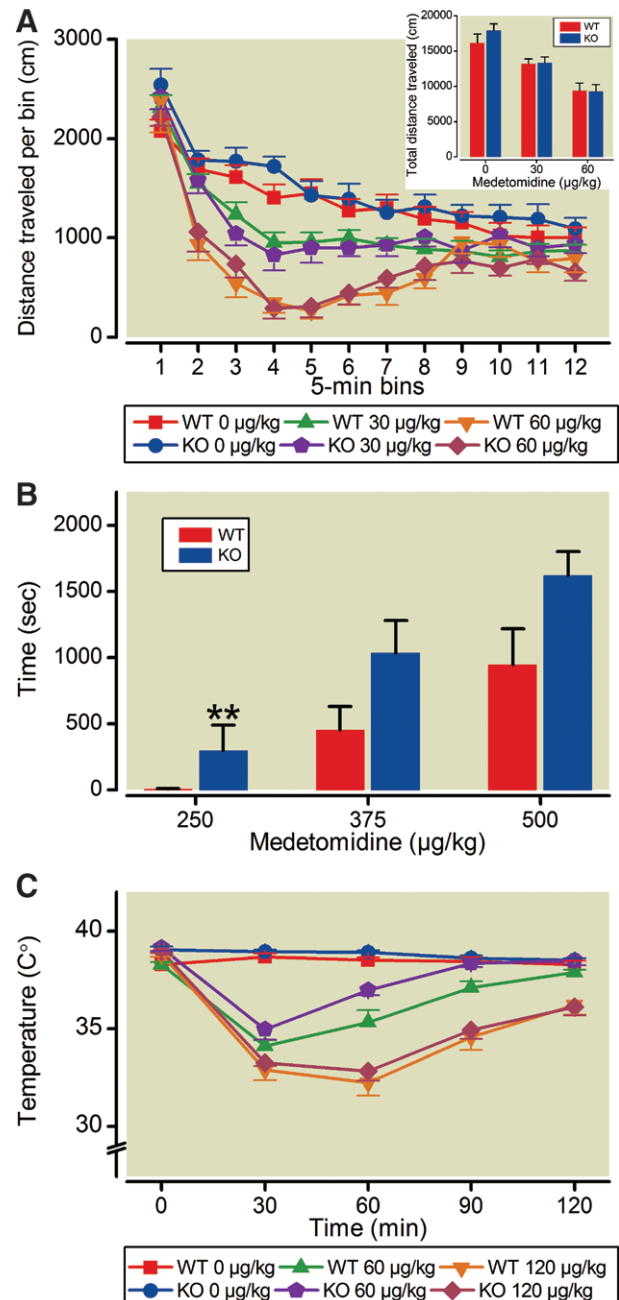 A
Distance traveled per bin (cm)
3000
2000
1000
0
1 2 3 4 5 6 7 8 9 10 11 12
5-min bins
Total distance traveled (cm)
20000
15000
10000
5000
0
WT
KO
0 30 60
Medetomidine (µg/kg)
WT 0 µg/kg WT 30 µg/kg WT 60 µg/kg
KO 0 µg/kg KO 30 µg/kg KO 60 µg/kg
B
Time (sec)
2000
1500
1000
500
0
WT
KO
**
250 375 500
Medetomidine (µg/kg)
C
Temperature (C°)
40
35
30
0 30 60 90 120
Time (min)
WT 0 µg/kg WT 60 µg/kg WT 120 µg/kg
KO 0 µg/kg KO 60 µg/kg KO 120 µg/kg